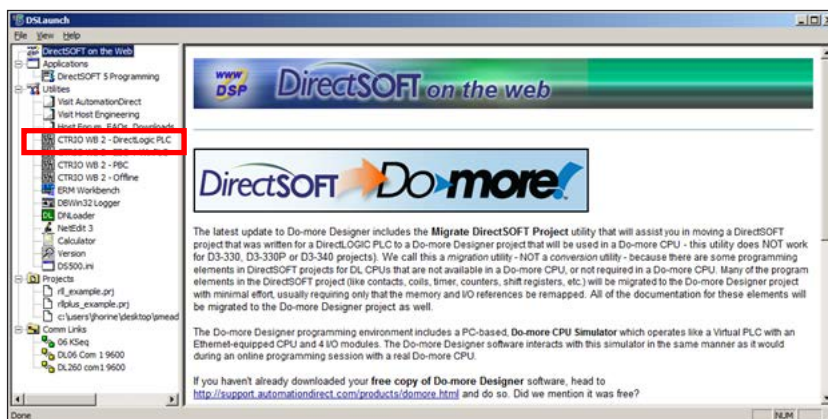 DSLaunch
File View Help
DirectSOFT on the Web
Applications
DirectSOFT 5 Programming
Utilities
Visit AutomationDirect
Visit Host Engineering
Host Forum, FAQs, Downloads
CTRIO WB 2 - DirectLogic PLC
CTRIO WB 2 - PBC
CTRIO WB 2 - Offline
ERM Workbench
DBWin32 Logger
DL DNLoader
NetEdit 3
Calculator
Version
DS500.ini
Projects
rll_example.prj
rllplus_example.prj
c:\users\jhorine\desktop\pmead
Comm Links
06 KSeq
DL06 Com 1 9600
DL260 com1 9600
WWW
DSP
DirectSOFT on the web
DirectSOFT Do-more!
The latest update to Do-more Designer includes the Migrate DirectSOFT Project utility that will assist you in moving a DirectSOFT
project that was written for a DirectLOGIC PLC to a Do-more Designer project that will be used in a Do-more CPU - this utility does NOT work
for D3-330, D3-330P or D3-340 projects). We call this a migration utility - NOT a conversion utility - because there are some programming
elements in DirectSOFT projects for DL CPUs that are not available in a Do-more CPU, or not required in a Do-more CPU. Many of the program
elements in the DirectSOFT project (like contacts, coils, timer, counters, shift registers, etc.) will be migrated to the Do-more Designer project
with minimal effort, usually requiring only that the memory and I/O references be remapped. All of the documentation for these elements will
be migrated to the Do-more Designer project as well.
The Do-more Designer programming environment includes a PC-based, Do-more CPU Simulator which operates like a Virtual PLC with an
Ethernet-equipped CPU and 4 I/O modules. The Do-more Designer software interacts with this simulator in the same manner as it would
during an online programming session with a real Do-more CPU.
If you haven't already downloaded your free copy of Do-more Designer software, head to
http://support.automationdirect.com/products/domore.html and do so. Did we mention it was free?
Done
NUM